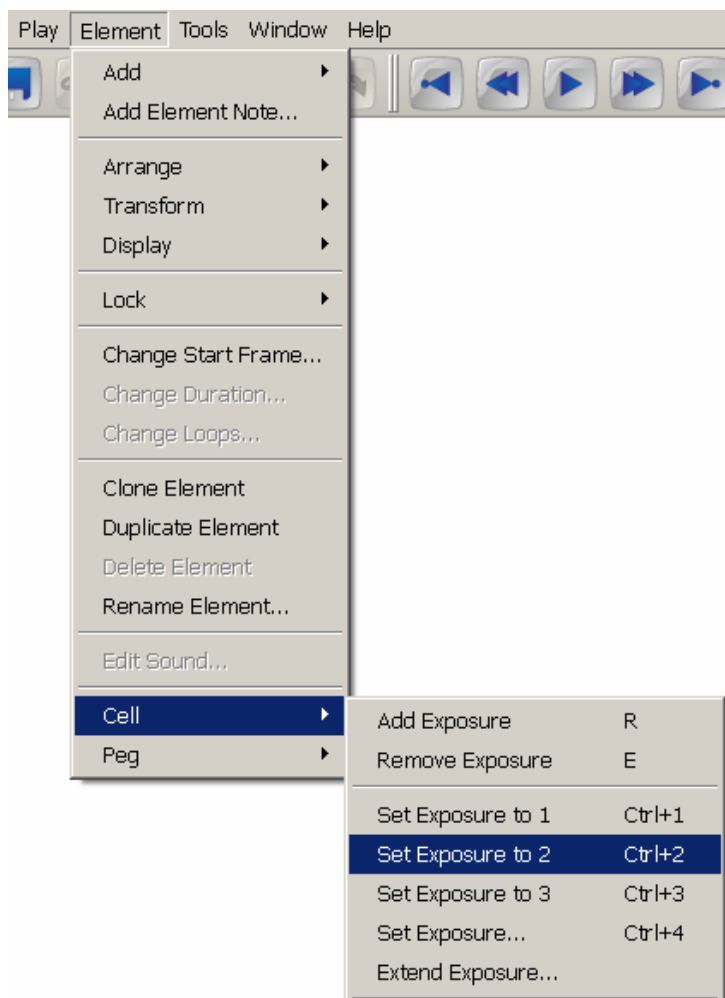 Play Element Tools Window Help
Add
Add Element Note...
Arrange
Transform
Display
Lock
Change Start Frame...
Change Duration...
Change Loops...
Clone Element
Duplicate Element
Delete Element
Rename Element...
Edit Sound...
Cell
Peg
Add Exposure R
Remove Exposure E
Set Exposure to 1 Ctrl+1
Set Exposure to 2 Ctrl+2
Set Exposure to 3 Ctrl+3
Set Exposure... Ctrl+4
Extend Exposure...